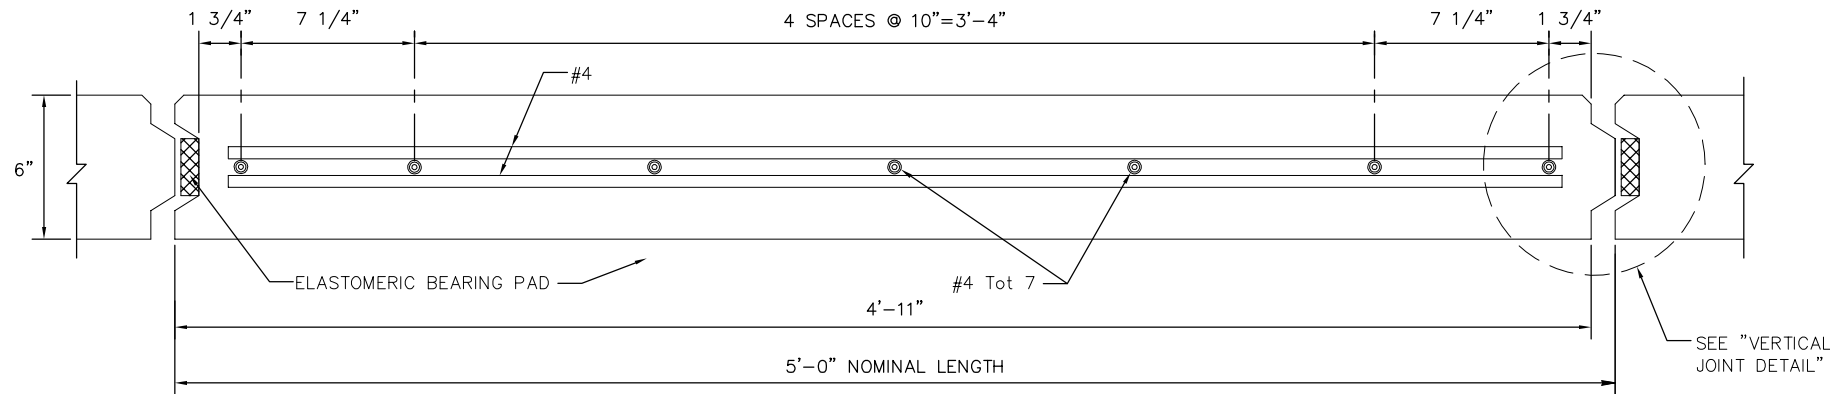 1 3/4" 7 1/4" 4 SPACES @ 10"=3'-4" 7 1/4" 1 3/4"
#4
6"
ELASTOMERIC BEARING PAD
#4 Tot 7
4'-11"
SEE "VERTICAL
JOINT DETAIL"
5'-0" NOMINAL LENGTH